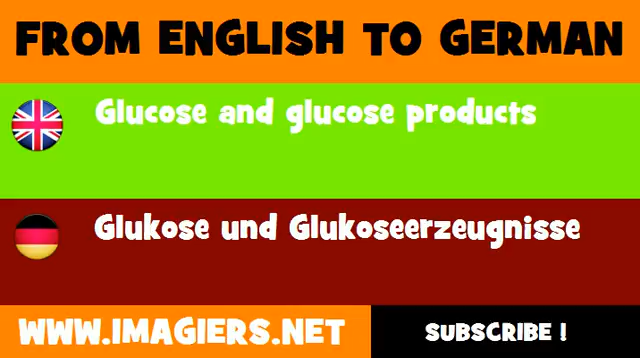 FROM ENGLISH TO GERMAN
Glucose and glucose products
Glukose und Glukoseerzeugnisse
WWW.IMAGIERS.NET
SUBSCRIBE !